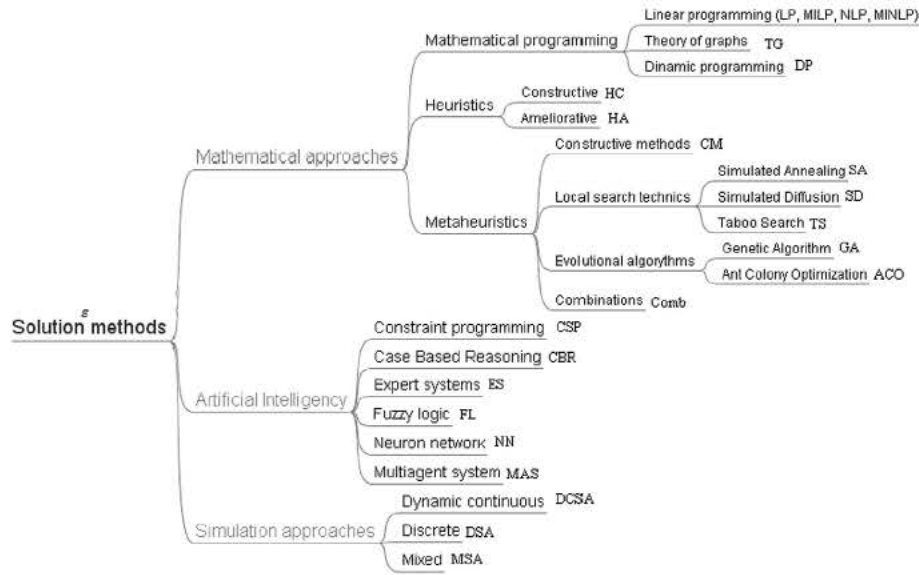 Linear programming (LP, MILP, NLP, MINLP)
Mathematical programming
Theory of graphs TG
Dinamic programming DP
Constructive HC
Heuristics
Ameliorative HA
Mathematical approaches
Constructive methods CM
Simulated Annealing SA
Local search technics
Simulated Diffusion SD
Metaheuristics
Taboo Search TS
Genetic Algorithm GA
Evolutional algorythms
Ant Colony Optimization ACO
Combinations Comb
s
Solution methods
Constraint programming CSP
Case Based Reasoning CBR
Expert systems ES
Artificial Intelligency
Fuzzy logic FL
Neuron network NN
Multiagent system MAS
Dynamic continuous DCSA
Simulation approaches
Discrete DSA
Mixed MSA